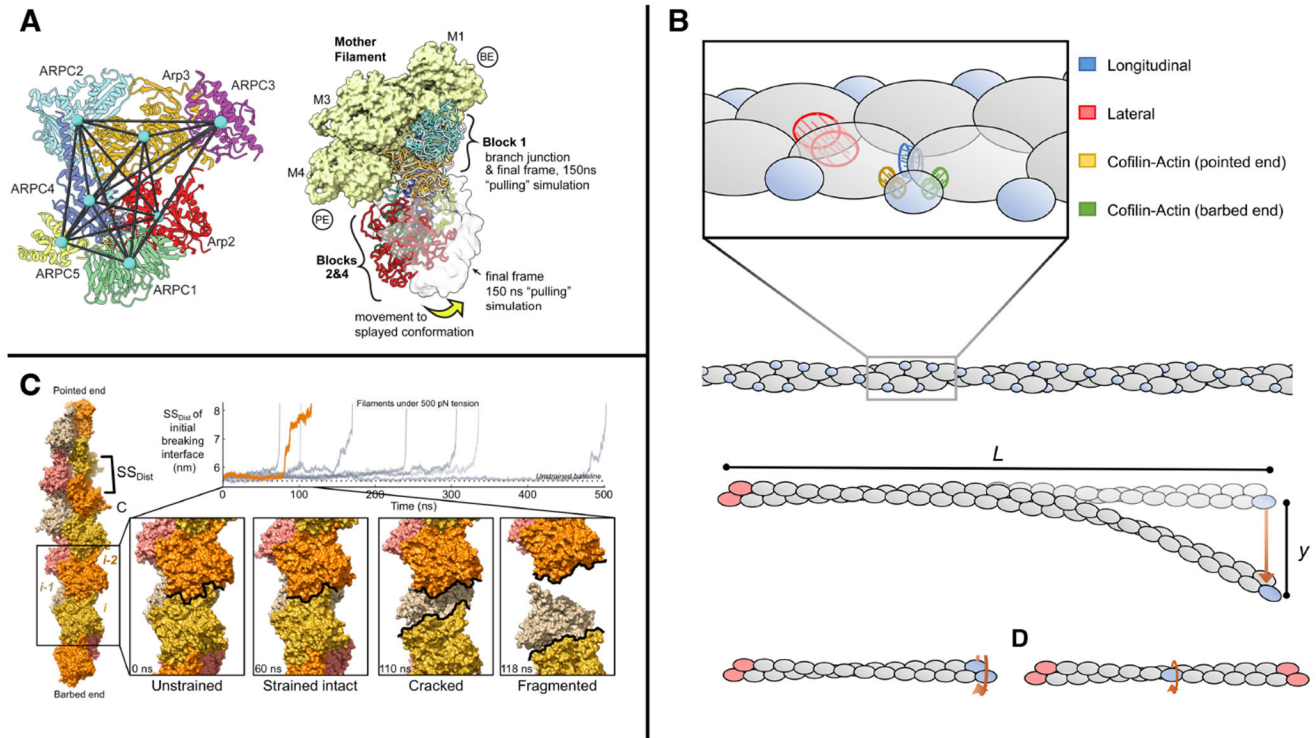 A
ARPC2
Arp3
ARPC3
ARPC4
ARPC5
ARPC1
Arp2
Mother
Filament
M1
BE
M3
M4
PE
Block 1
branch junction
& final frame, 150ns
"pulling" simulation
Blocks
2&4
final frame
150 ns "pulling"
simulation
movement to
splayed conformation
B
Longitudinal
Lateral
Cofilin-Actin (pointed end)
Cofilin-Actin (barbed end)
L
y
C
Pointed end
SSDist
C
i-2
i-1
i
Barbed end
SSDist of
initial
breaking
interface
(nm)
8
7
6
Filaments under 500 pN tension
Unstrained baseline
0
100
200
300
400
500
Time (ns)
0 ns
60 ns
110 ns
118 ns
Unstrained
Strained intact
Cracked
Fragmented
D